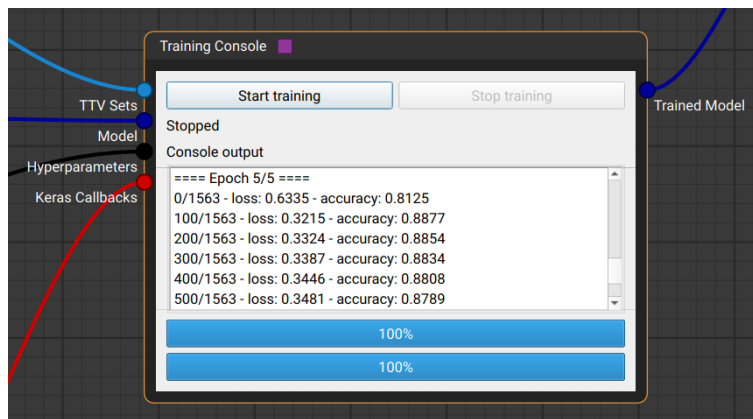 Training Console
Start training
Stop training
TTV Sets
Trained Model
Stopped
Model
Console output
Hyperparameters
Keras Callbacks
==== Epoch 5/5 ====
0/1563 - loss: 0.6335 - accuracy: 0.8125
100/1563 - loss: 0.3215 - accuracy: 0.8877
200/1563 - loss: 0.3324 - accuracy: 0.8854
300/1563 - loss: 0.3387 - accuracy: 0.8834
400/1563 - loss: 0.3446 - accuracy: 0.8808
500/1563 - loss: 0.3481 - accuracy: 0.8789
100%
100%